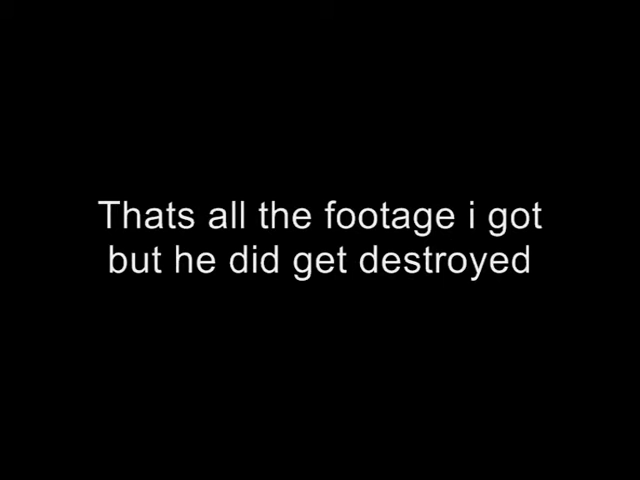 Thats all the footage i got
but he did get destroyed